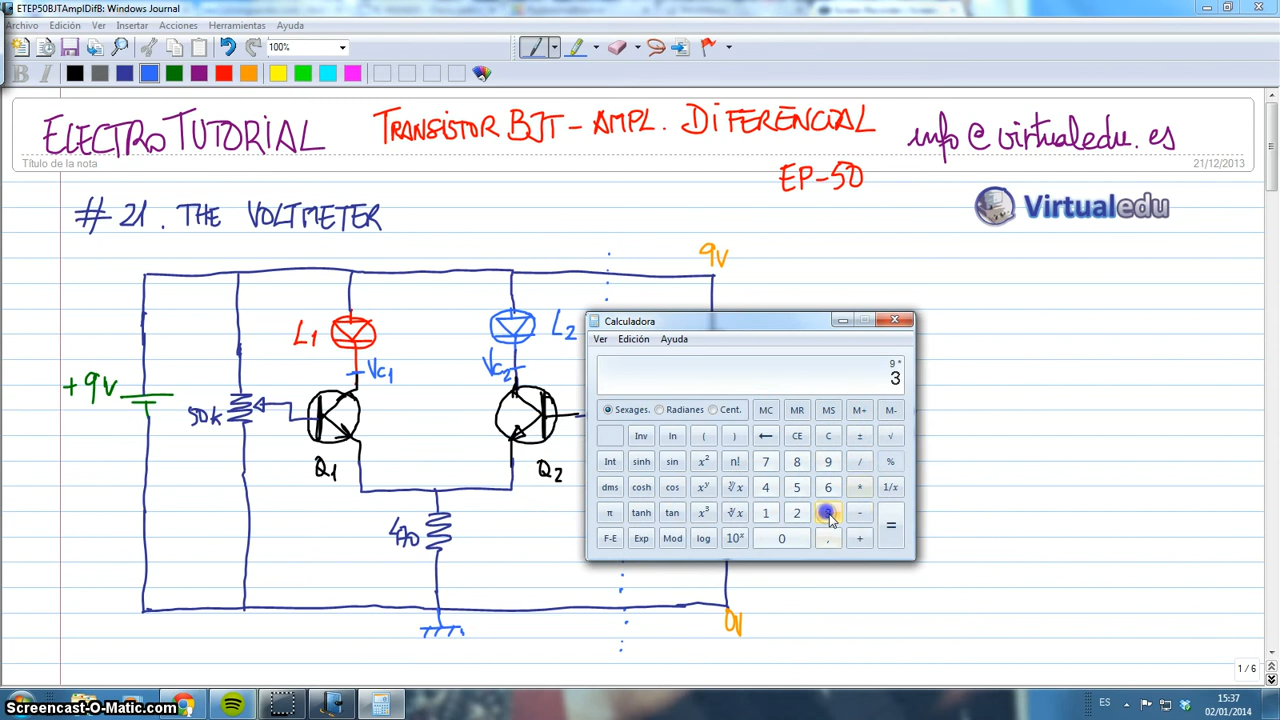 ETEP50BJTAmplDifB: Windows Journal
Archivo Edición Ver Insertar Acciones Herramientas Ayuda
100%
B I
ELECTROTUTORIAL TRANSISTOR BJT - AMPL. DIFERENCIAL info@virtualedu.es
Título de la nota 21/12/2013
EP-50
# 21. THE VOLTMETER Virtualedu
9V
L1 L2
Calculadora
Ver Edición Ayuda
9 *
3
VC1 VC2
+9V
50K
Q1 Q2
470
0V
Sexages. Radianes Cent. MC MR MS M+ M-
Inv ln ( ) ← CE C ± √
Int sinh sin x² n! 7 8 9 / %
dms cosh cos xʸ ʸ√x 4 5 6 * 1/x
π tanh tan x³ ³√x 1 2 3 - =
F-E Exp Mod log 10ˣ 0 , +
1 / 6
Screencast-O-Matic.com
ES 15:37
02/01/2014